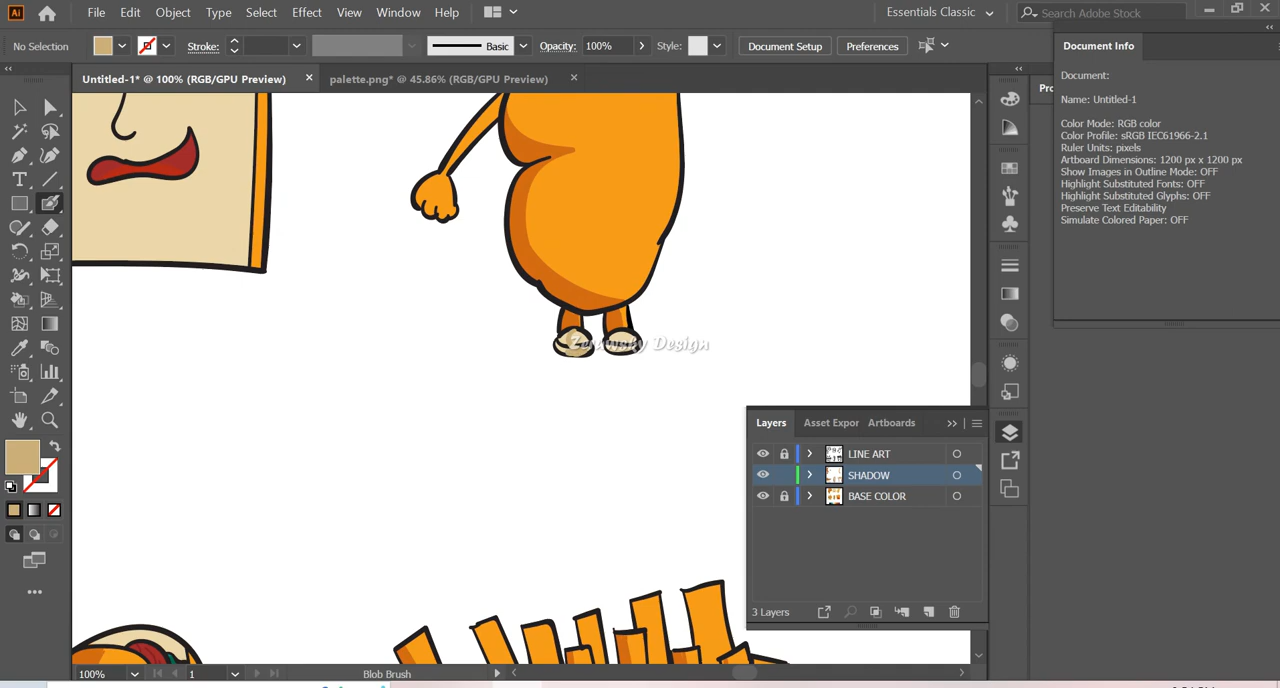 Ai File Edit Object Type Select Effect View Window Help Essentials Classic Search Adobe Stock
No Selection Stroke: Basic Opacity: 100% Style: Document Setup Preferences
Untitled-1* @ 100% (RGB/GPU Preview) × palette.png* @ 45.86% (RGB/GPU Preview) ×
Document Info
Document:
Name: Untitled-1
Color Mode: RGB color
Color Profile: sRGB IEC61966-2.1
Ruler Units: pixels
Artboard Dimensions: 1200 px x 1200 px
Show Images in Outline Mode: OFF
Highlight Substituted Fonts: OFF
Highlight Substituted Glyphs: OFF
Preserve Text Editability
Simulate Colored Paper: OFF
Pro
Design
Layers Asset Expor Artboards
LINE ART
SHADOW
BASE COLOR
3 Layers
100% 1 Blob Brush